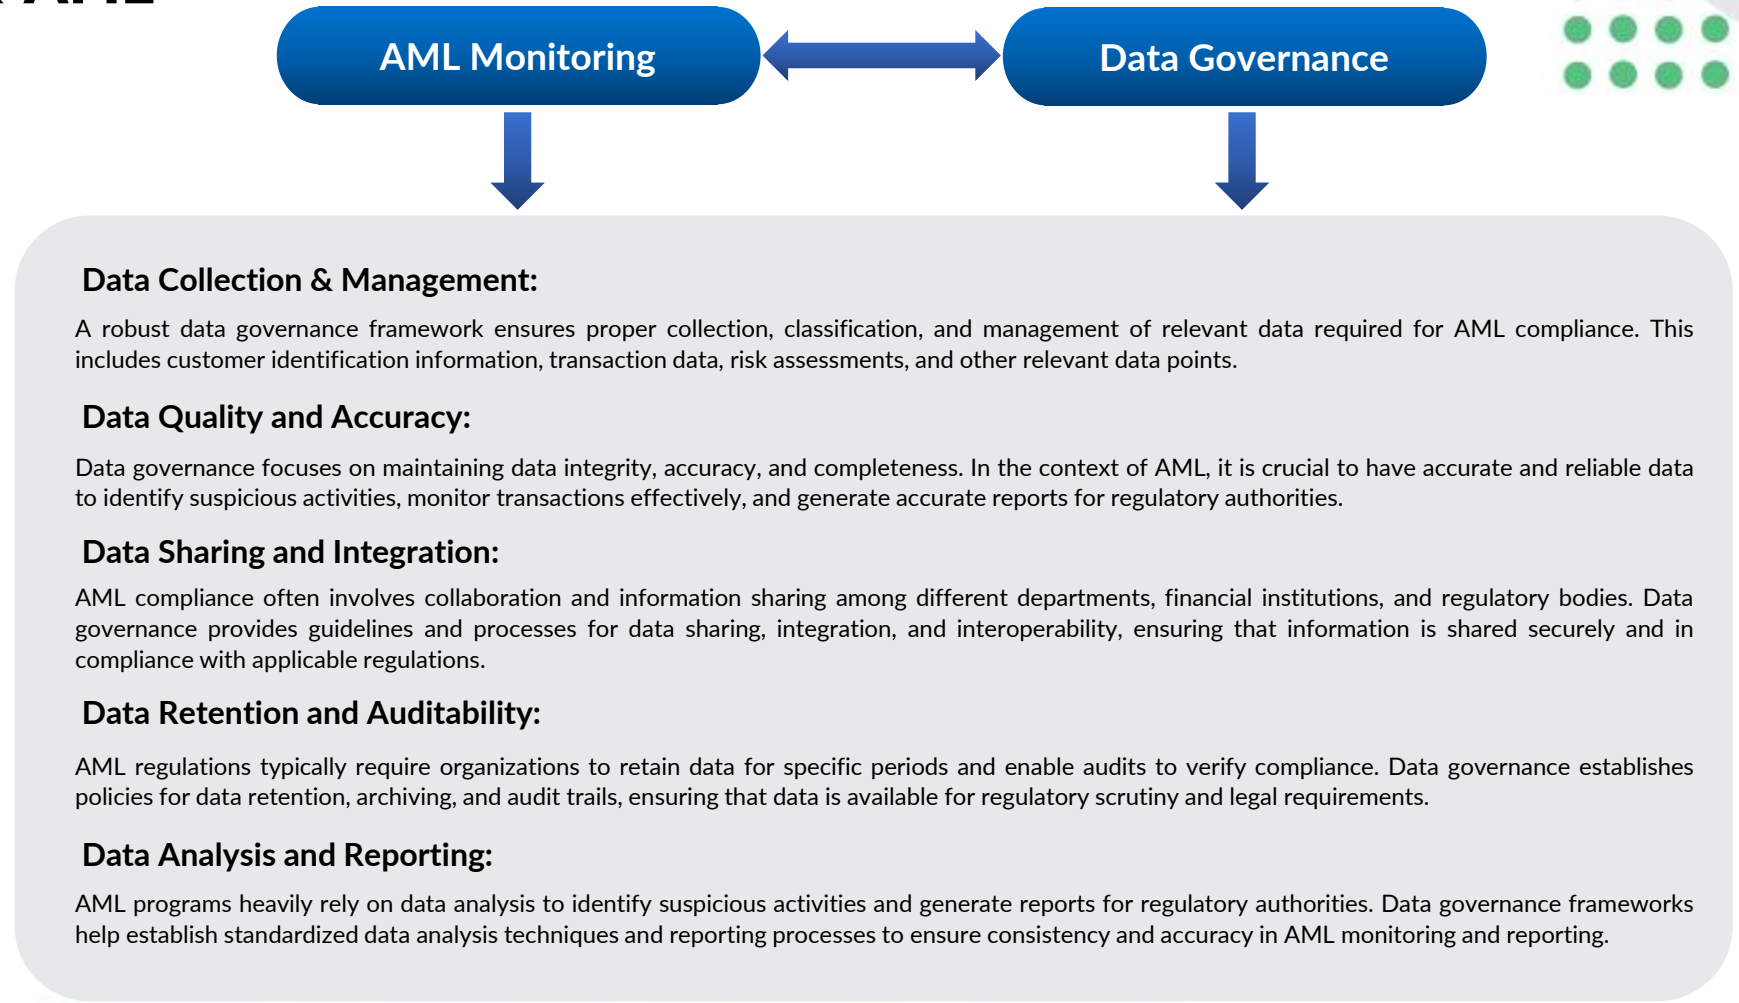 AML Monitoring
Data Governance
Data Collection & Management:
A robust data governance framework ensures proper collection, classification, and management of relevant data required for AML compliance. This
includes customer identification information, transaction data, risk assessments, and other relevant data points.
Data Quality and Accuracy:
Data governance focuses on maintaining data integrity, accuracy, and completeness. In the context of AML, it is crucial to have accurate and reliable data
to identify suspicious activities, monitor transactions effectively, and generate accurate reports for regulatory authorities.
Data Sharing and Integration:
AML compliance often involves collaboration and information sharing among different departments, financial institutions, and regulatory bodies. Data
governance provides guidelines and processes for data sharing, integration, and interoperability, ensuring that information is shared securely and in
compliance with applicable regulations.
Data Retention and Auditability:
AML regulations typically require organizations to retain data for specific periods and enable audits to verify compliance. Data governance establishes
policies for data retention, archiving, and audit trails, ensuring that data is available for regulatory scrutiny and legal requirements.
Data Analysis and Reporting:
AML programs heavily rely on data analysis to identify suspicious activities and generate reports for regulatory authorities. Data governance frameworks
help establish standardized data analysis techniques and reporting processes to ensure consistency and accuracy in AML monitoring and reporting.